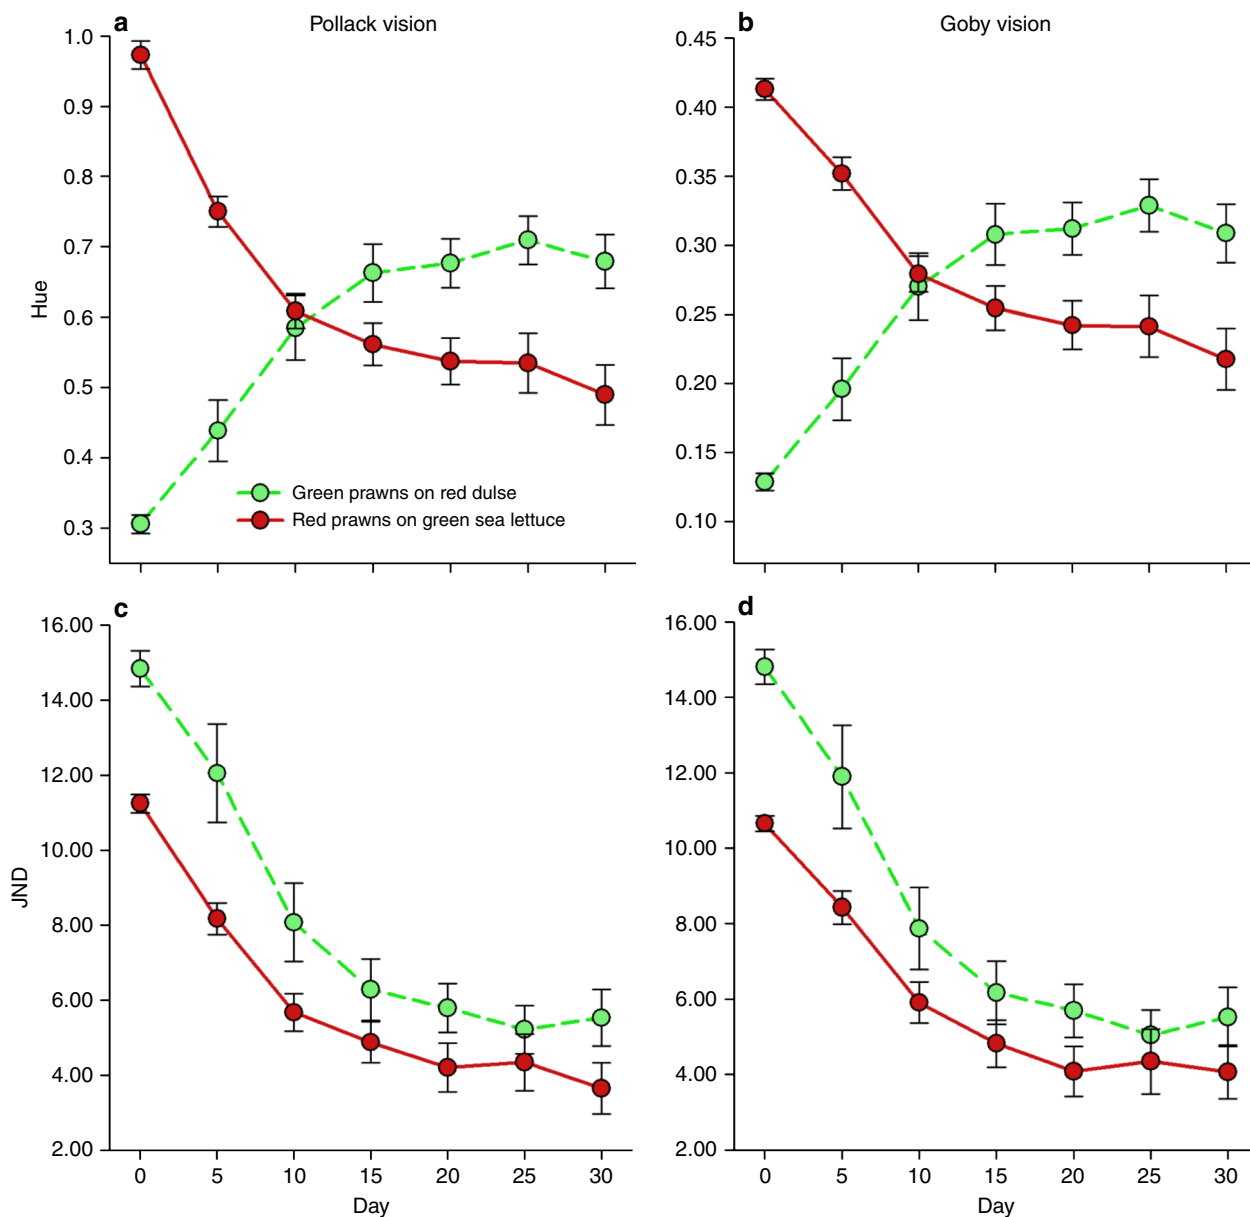 a Pollack vision
b Goby vision
1.0
0.9
0.8
0.7
0.6
0.5
0.4
0.3
Hue
Green prawns on red dulse
Red prawns on green sea lettuce
0.45
0.40
0.35
0.30
0.25
0.20
0.15
0.10
c
16.00
14.00
12.00
10.00
8.00
6.00
4.00
2.00
JND
0 5 10 15 20 25 30
Day
d
16.00
14.00
12.00
10.00
8.00
6.00
4.00
2.00
0 5 10 15 20 25 30
Day